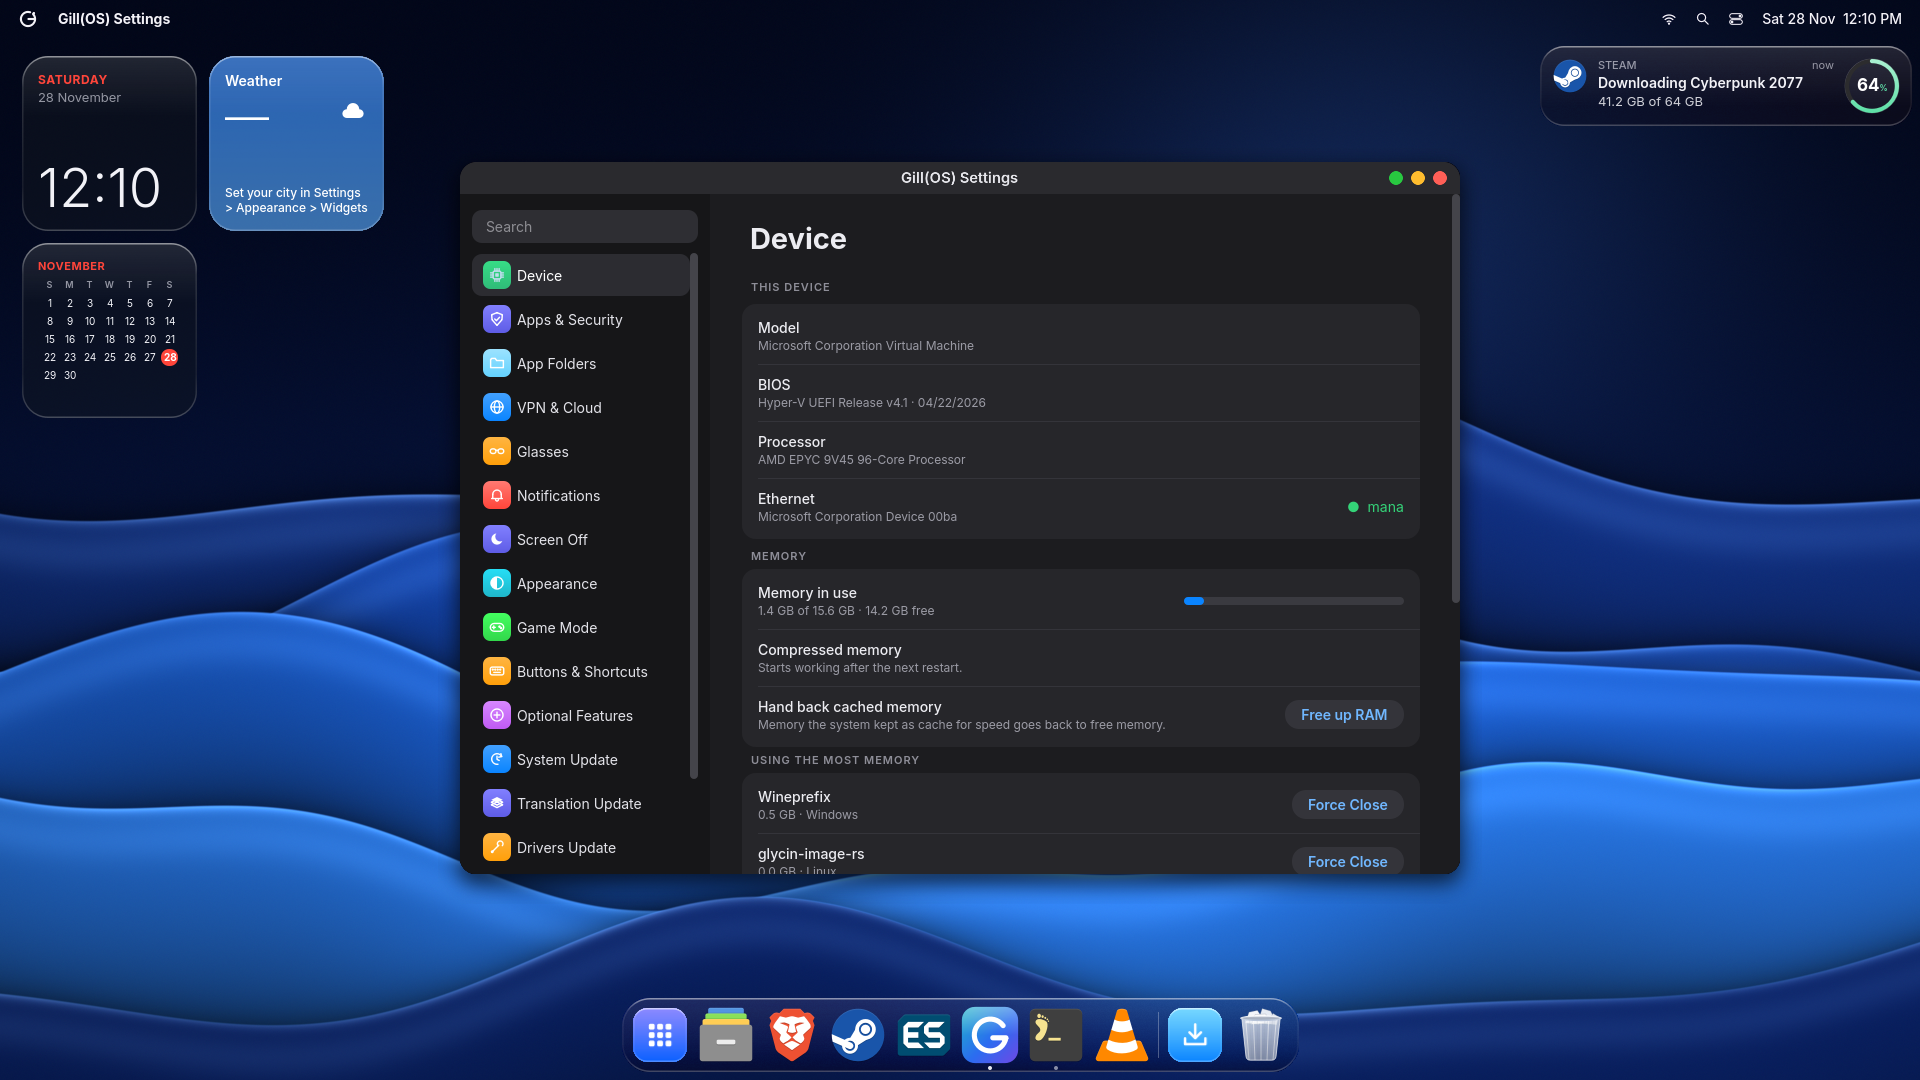 Gill(OS) Settings
Sat 28 Nov 12:10 PM
SATURDAY
28 November
12:10
Weather
Set your city in Settings
> Appearance > Widgets
NOVEMBER
S M T W T F S
1 2 3 4 5 6 7
8 9 10 11 12 13 14
15 16 17 18 19 20 21
22 23 24 25 26 27 28
29 30
STEAM
now
Downloading Cyberpunk 2077
41.2 GB of 64 GB
64%
Gill(OS) Settings
Search
Device
Apps & Security
App Folders
VPN & Cloud
Glasses
Notifications
Screen Off
Appearance
Game Mode
Buttons & Shortcuts
Optional Features
System Update
Translation Update
Drivers Update
Device
THIS DEVICE
Model
Microsoft Corporation Virtual Machine
BIOS
Hyper-V UEFI Release v4.1 · 04/22/2026
Processor
AMD EPYC 9V45 96-Core Processor
Ethernet
Microsoft Corporation Device 00ba
mana
MEMORY
Memory in use
1.4 GB of 15.6 GB · 14.2 GB free
Compressed memory
Starts working after the next restart.
Hand back cached memory
Memory the system kept as cache for speed goes back to free memory.
Free up RAM
USING THE MOST MEMORY
Wineprefix
0.5 GB · Windows
Force Close
glycin-image-rs
0.0 GB · Linux
Force Close
ES